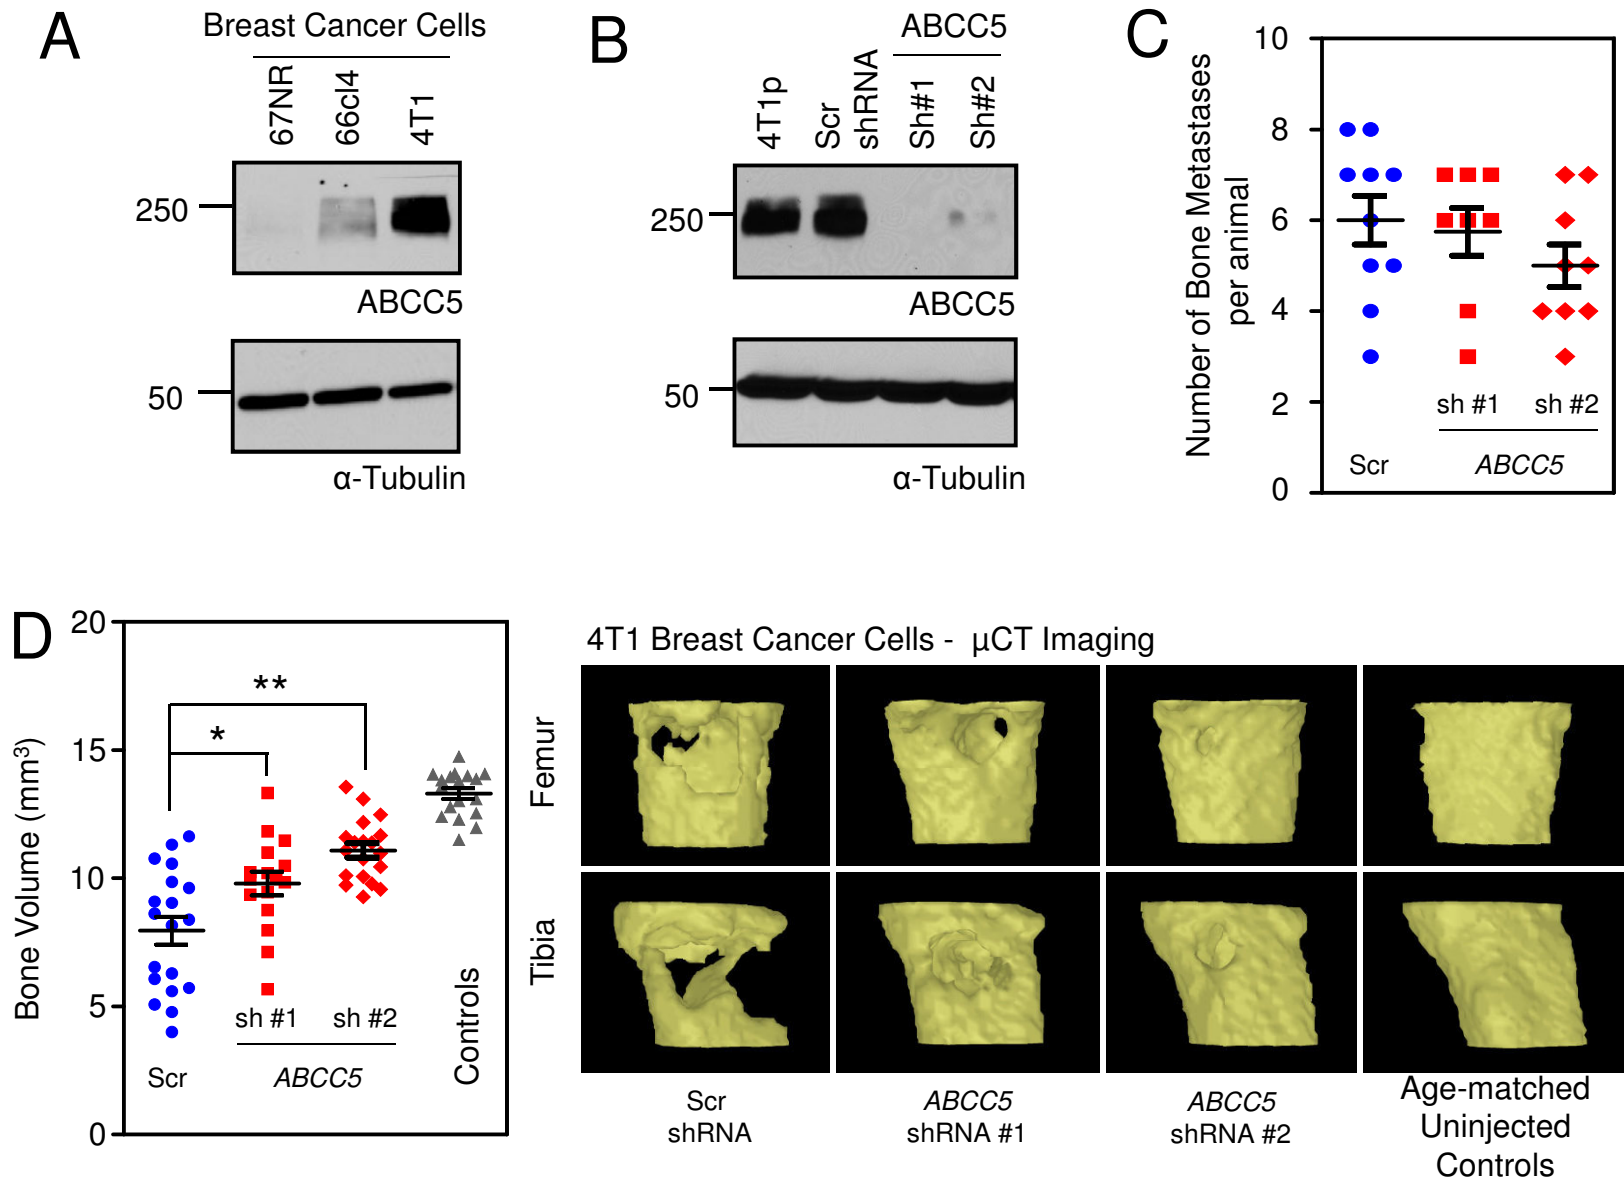 A
Breast Cancer Cells
67NR
66cl4
4T1
250
ABCC5
50
α-Tubulin
B
ABCC5
4T1p
Scr
shRNA
Sh#1
Sh#2
250
ABCC5
50
α-Tubulin
C
Number of Bone Metastases
per animal
10
8
6
4
2
0
sh #1
sh #2
Scr
ABCC5
D
Bone Volume (mm³)
20
15
10
5
0
**
*
sh #1
sh #2
Scr
ABCC5
Controls
4T1 Breast Cancer Cells - µCT Imaging
Femur
Tibia
Scr
shRNA
ABCC5
shRNA #1
ABCC5
shRNA #2
Age-matched
Uninjected
Controls